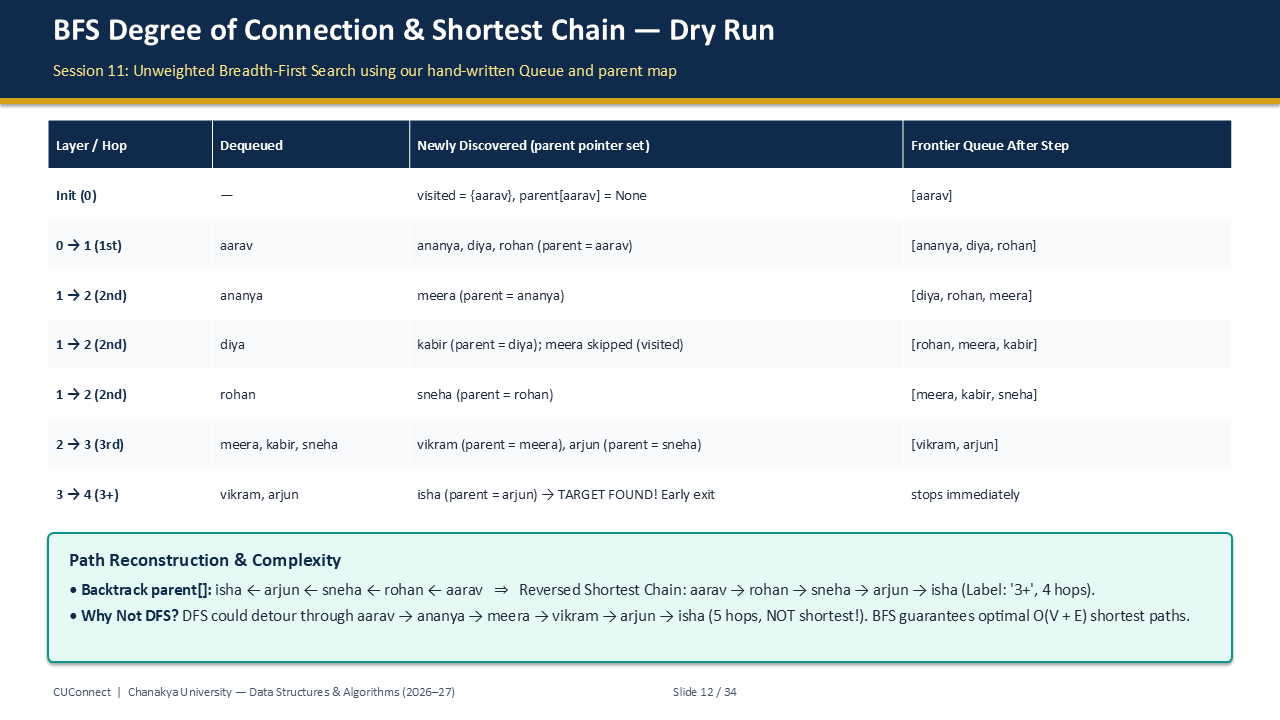 BFS Degree of Connection & Shortest Chain — Dry Run
Session 11: Unweighted Breadth-First Search using our hand-written Queue and parent map
Layer / Hop	Dequeued	Newly Discovered (parent pointer set)	Frontier Queue After Step
Init (0)	—	visited = {aarav}, parent[aarav] = None	[aarav]
0 → 1 (1st)	aarav	ananya, diya, rohan (parent = aarav)	[ananya, diya, rohan]
1 → 2 (2nd)	ananya	meera (parent = ananya)	[diya, rohan, meera]
1 → 2 (2nd)	diya	kabir (parent = diya); meera skipped (visited)	[rohan, meera, kabir]
1 → 2 (2nd)	rohan	sneha (parent = rohan)	[meera, kabir, sneha]
2 → 3 (3rd)	meera, kabir, sneha	vikram (parent = meera), arjun (parent = sneha)	[vikram, arjun]
3 → 4 (3+)	vikram, arjun	isha (parent = arjun) → TARGET FOUND! Early exit	stops immediately
Path Reconstruction & Complexity
• Backtrack parent[]: isha ← arjun ← sneha ← rohan ← aarav ⇒ Reversed Shortest Chain: aarav → rohan → sneha → arjun → isha (Label: '3+', 4 hops).
• Why Not DFS? DFS could detour through aarav → ananya → meera → vikram → arjun → isha (5 hops, NOT shortest!). BFS guarantees optimal O(V + E) shortest paths.
CUConnect | Chanakya University — Data Structures & Algorithms (2026–27)	Slide 12 / 34